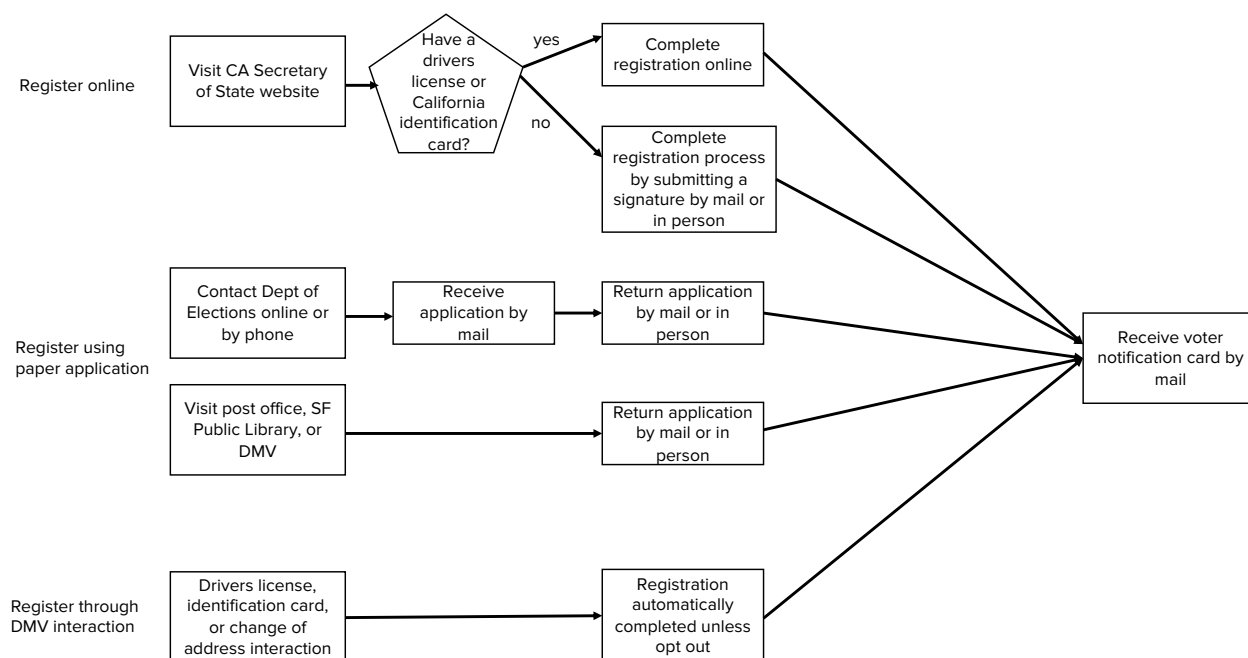 Register online
Visit CA Secretary
of State website
Have a
drivers
license or
California
identification
card?
yes
no
Complete
registration online
Complete
registration process
by submitting a
signature by mail or
in person
Register using
paper application
Contact Dept of
Elections online or
by phone
Receive
application by
mail
Return application
by mail or in
person
Visit post office, SF
Public Library, or
DMV
Return application
by mail or in
person
Receive voter
notification card by
mail
Register through
DMV interaction
Drivers license,
identification card,
or change of
address interaction
Registration
automatically
completed unless
opt out